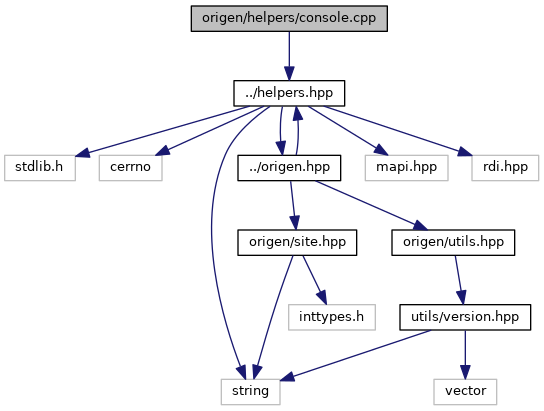 origen/helpers/console.cpp
../helpers.hpp
stdlib.h
cerrno
../origen.hpp
mapi.hpp
rdi.hpp
origen/site.hpp
origen/utils.hpp
inttypes.h
utils/version.hpp
string
vector